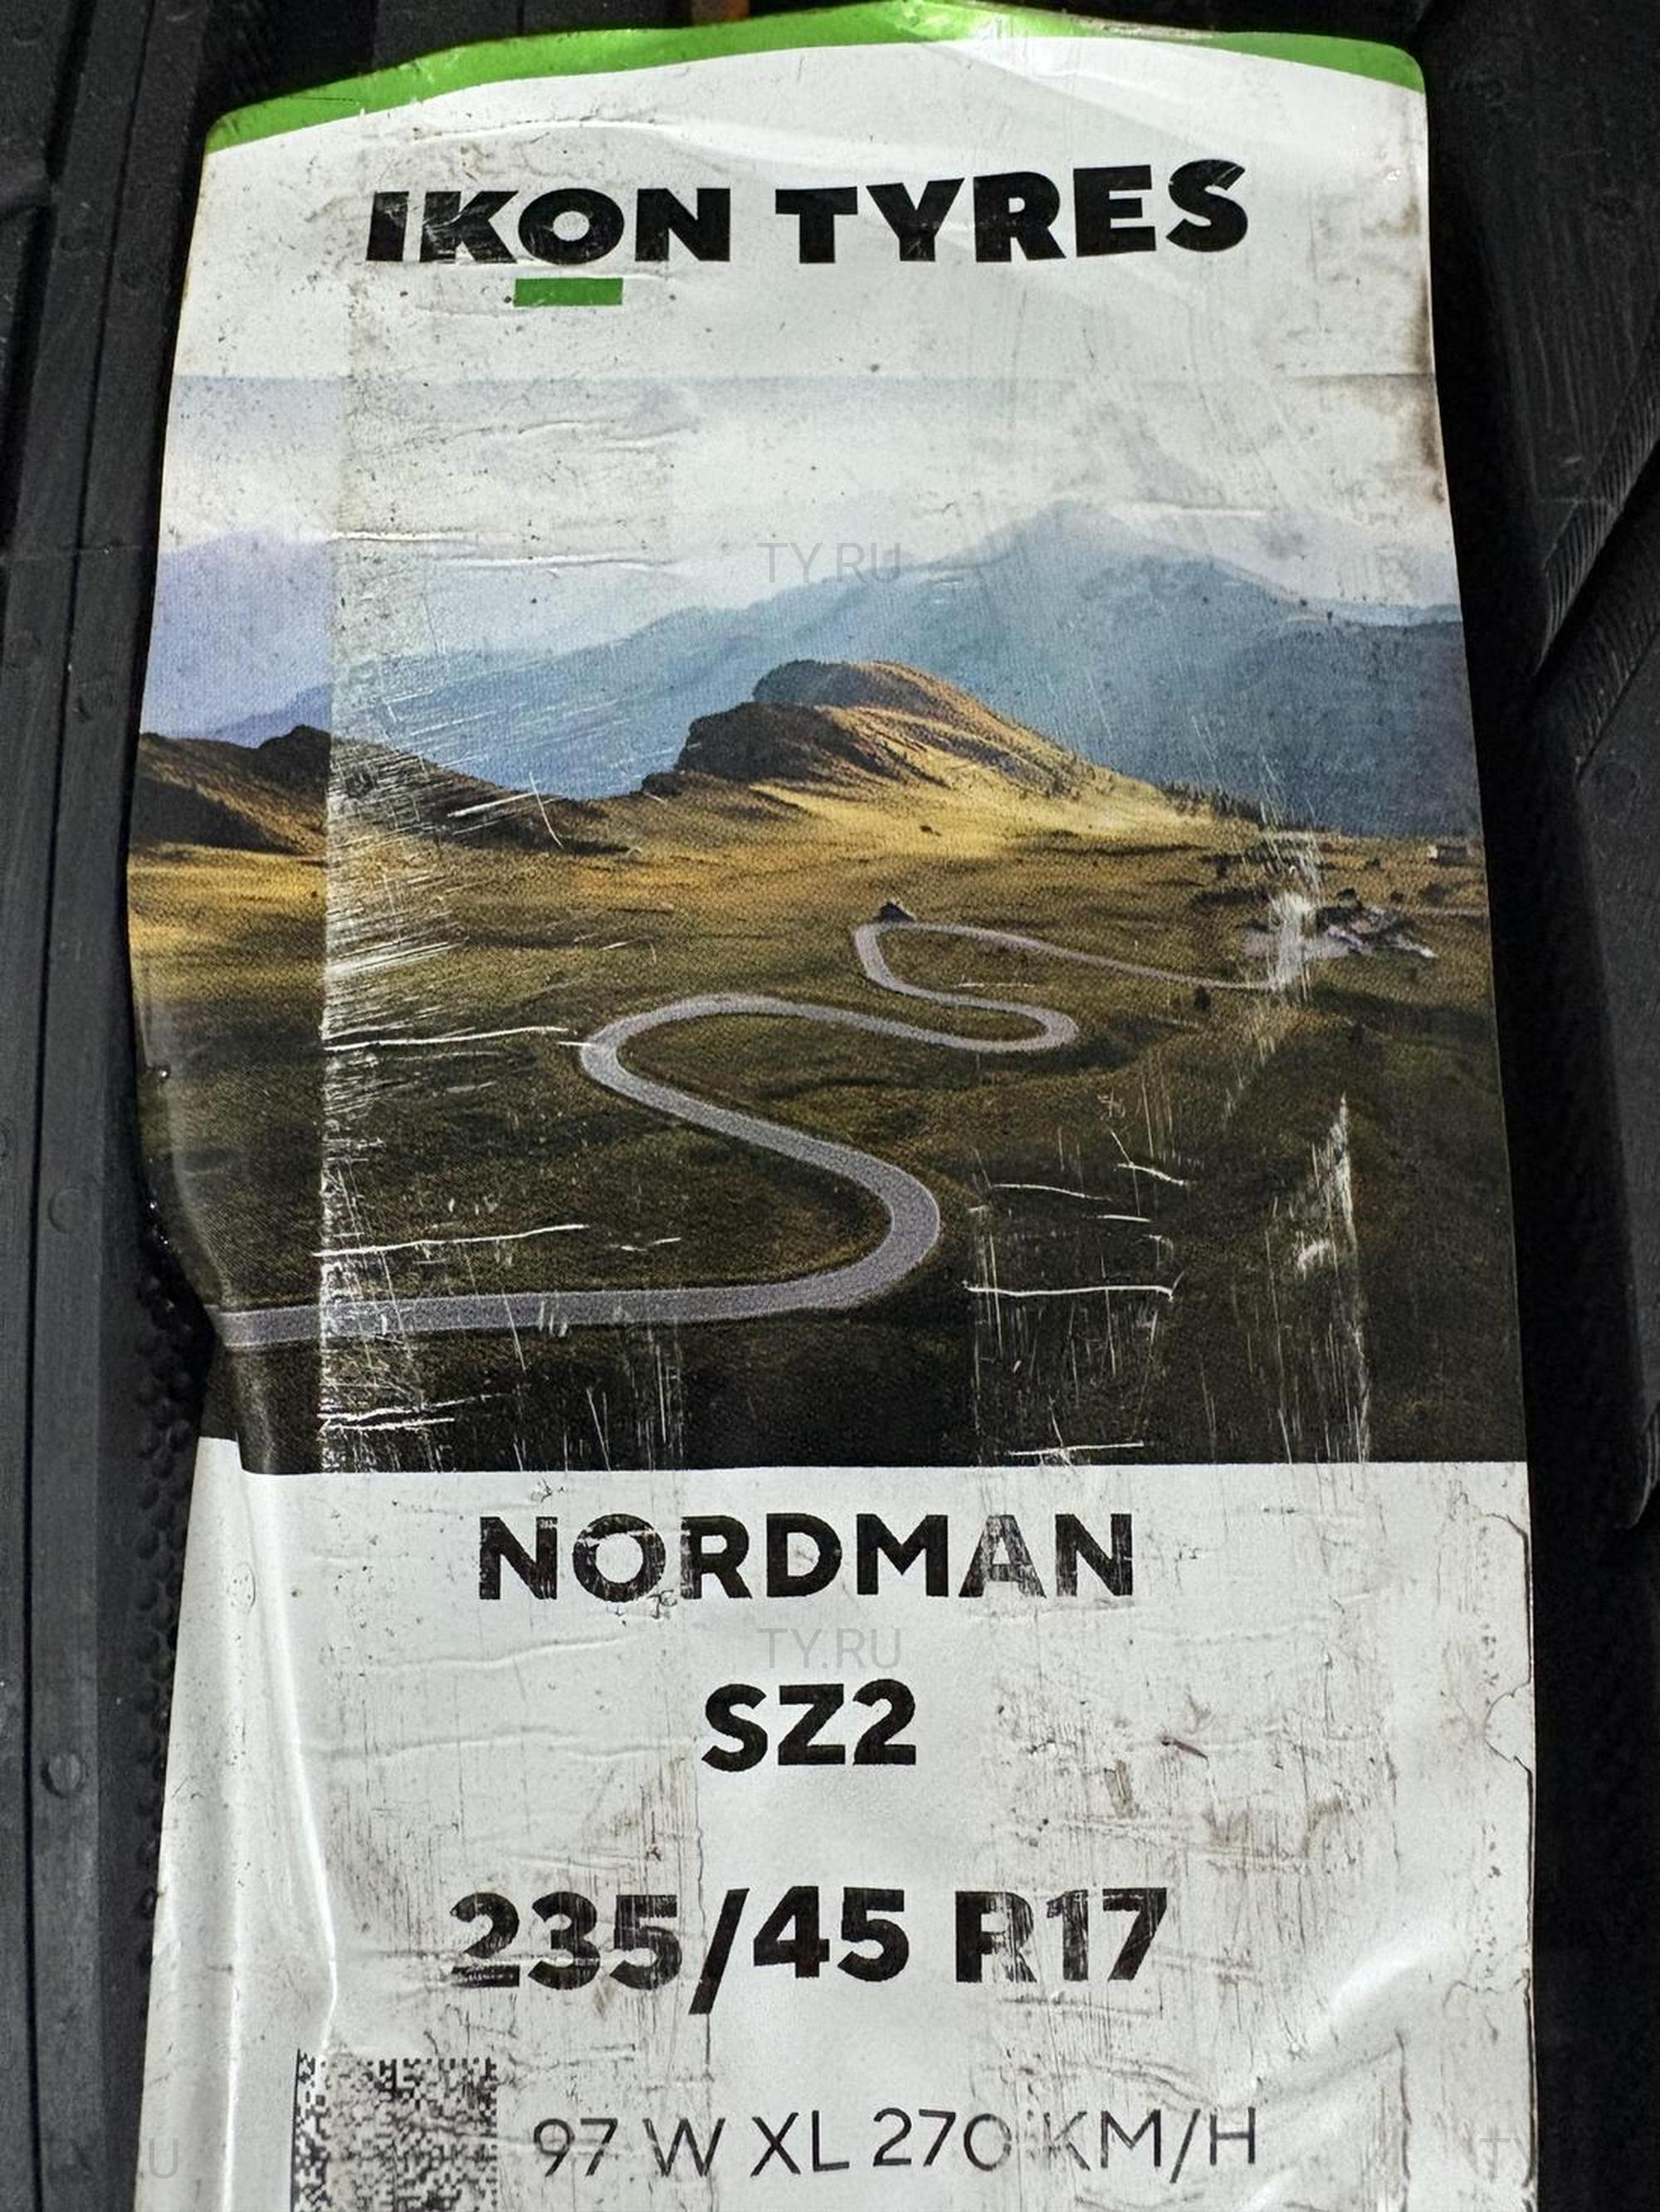 IKON TYRES
TY.RU
NORDMAN
TY.RU
SZ2
235/45 R17
97 W XL 270 KM/H